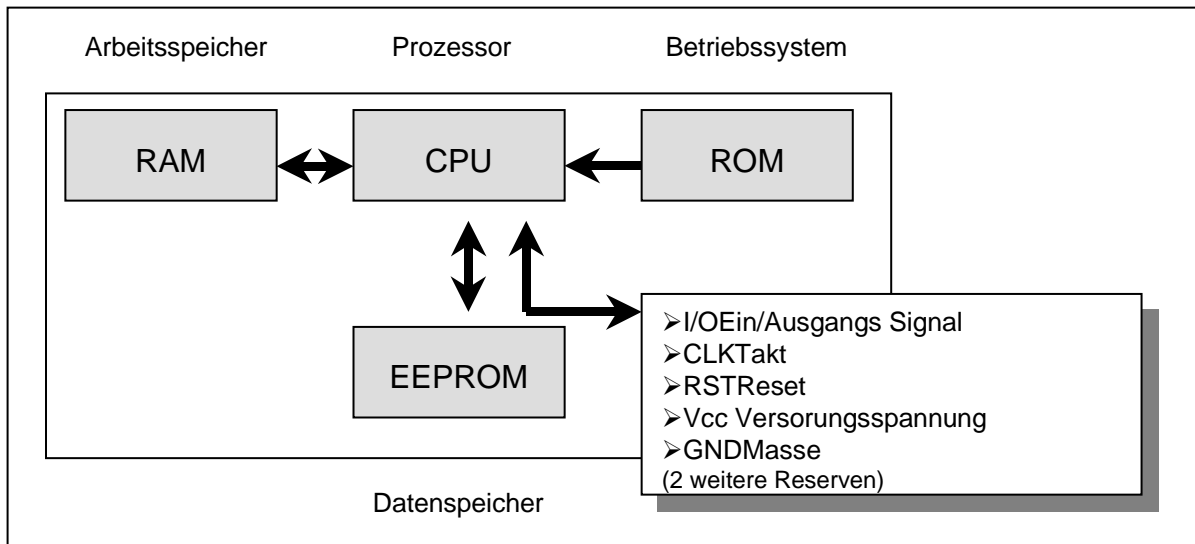 Arbeitsspeicher Prozessor Betriebssystem
RAM CPU ROM
EEPROM
➢I/OEin/Ausgangs Signal
➢CLKTakt
➢RSTReset
➢Vcc Versorungsspannung
➢GNDMasse
(2 weitere Reserven)
Datenspeicher